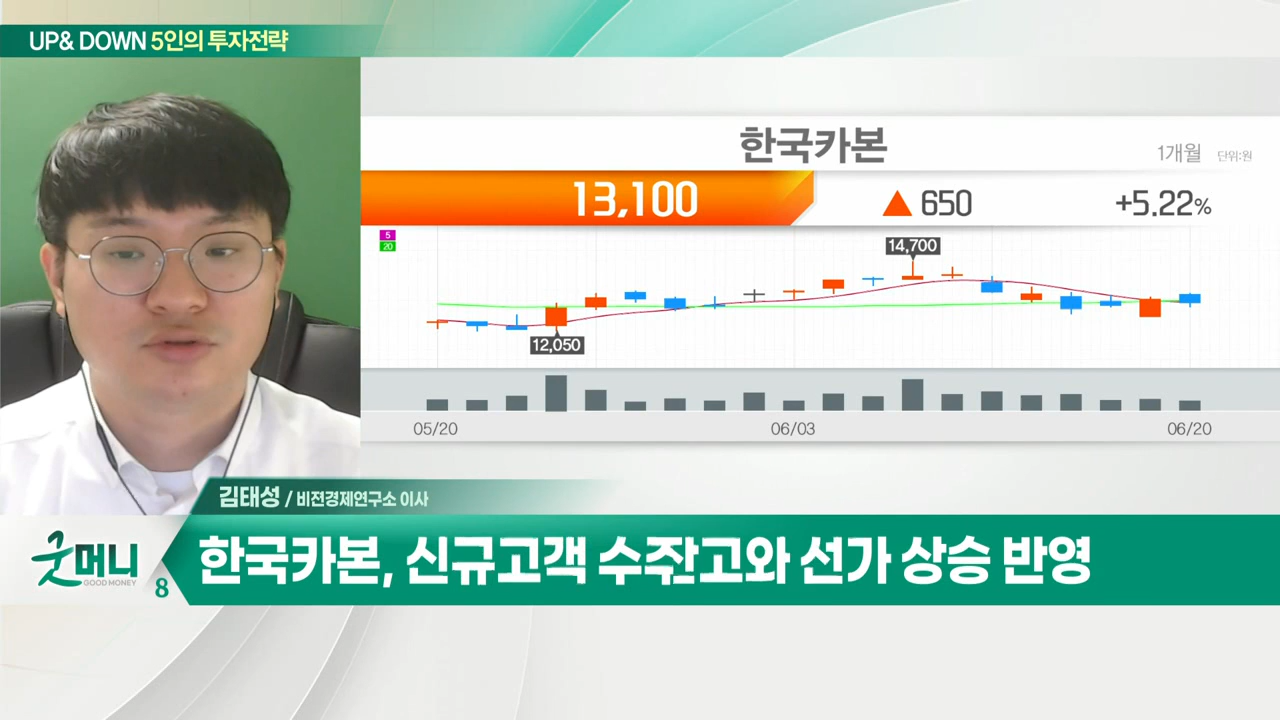 UP& DOWN 5인의 투자전략
한국카본
1개월 단위:원
13,100 ▲ 650 +5.22%
5
20
14,700
12,050
05/20 06/03 06/20
김태성 / 비젼경제연구소 이사
굿머니
GOOD MONEY
8
한국카본, 신규고객 수잔고와 선가 상승 반영